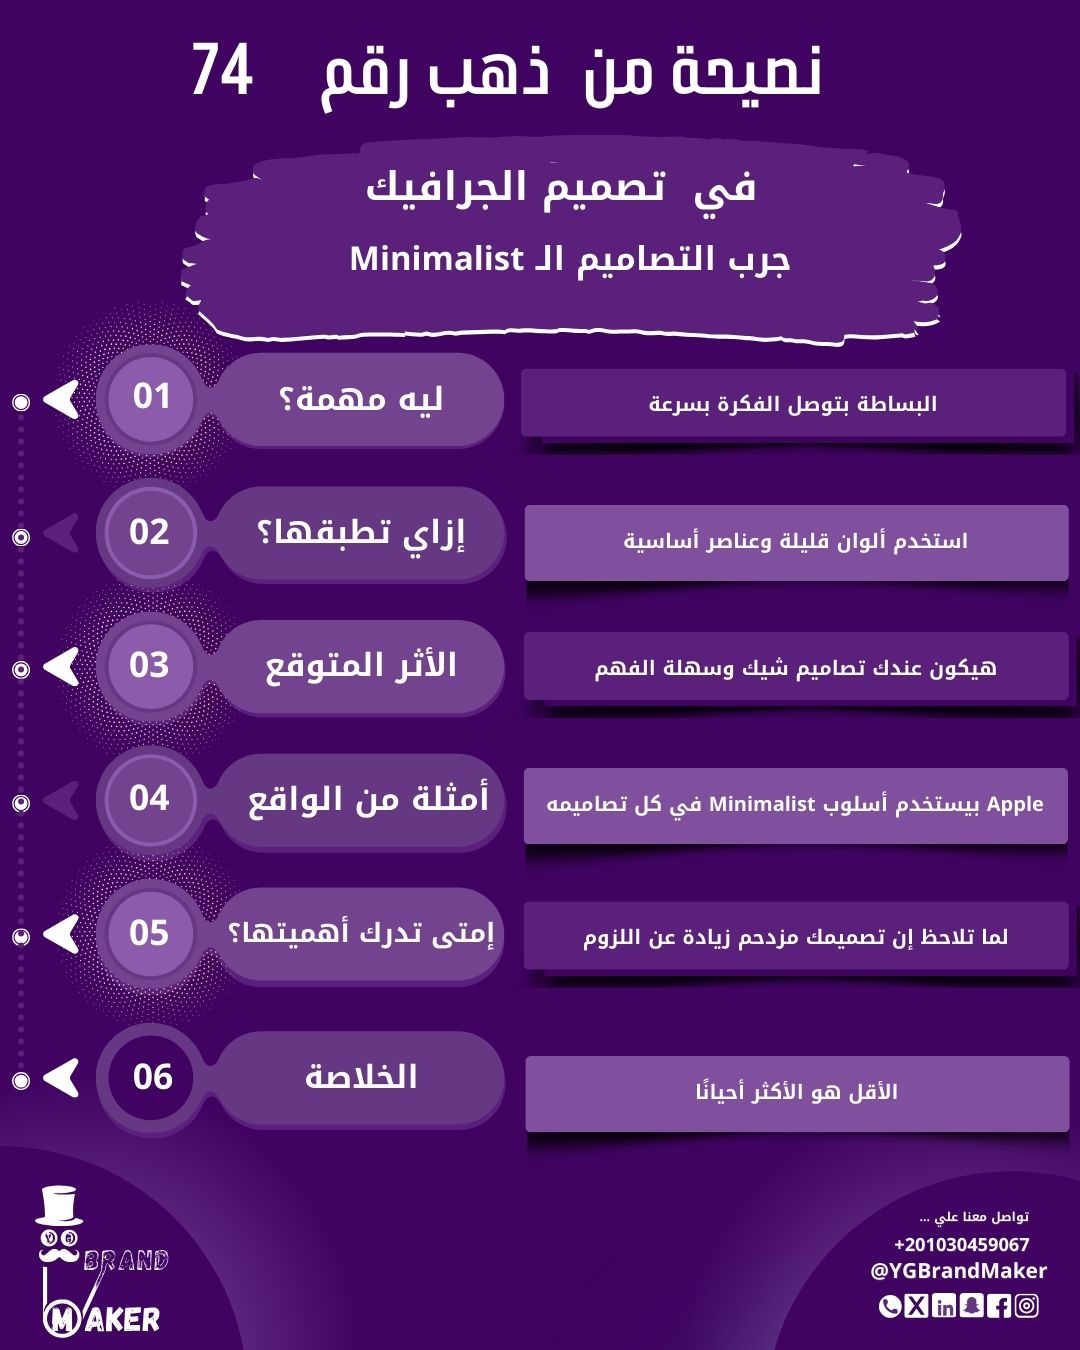 نصيحة من ذهب رقم 74
في تصميم الجرافيك
جرب التصاميم الـ Minimalist
01
ليه مهمة؟
البساطة بتوصل الفكرة بسرعة
02
إزاي تطبقها؟
استخدم ألوان قليلة وعناصر أساسية
03
الأثر المتوقع
هيكون عندك تصاميم شيك وسهلة الفهم
04
أمثلة من الواقع
Apple بيستخدم أسلوب Minimalist في كل تصاميمه
05
إمتى تدرك أهميتها؟
لما تلاحظ إن تصميمك مزدحم زيادة عن اللزوم
06
الخلاصة
الأقل هو الأكثر أحيانًا
تواصل معنا علي ...
+201030459067
@YGBrandMaker
BRAND
MAKER